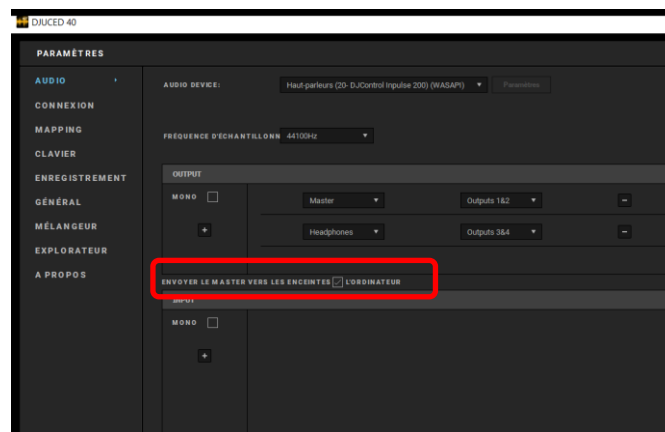 DJUCED 40
PARAMÈTRES
AUDIO ›
CONNEXION
MAPPING
CLAVIER
ENREGISTREMENT
GÉNÉRAL
MÉLANGEUR
EXPLORATEUR
A PROPOS
AUDIO DEVICE: Haut-parleurs (20- DJControl Inpulse 200) (WASAPI) ▼ Paramètres
FRÉQUENCE D'ÉCHANTILLONN 44100Hz ▼
OUTPUT
MONO Master ▼ Outputs 1&2 ▼ −
+ Headphones ▼ Outputs 3&4 ▼ −
ENVOYER LE MASTER VERS LES ENCEINTES ☑ L'ORDINATEUR
INPUT
MONO
+